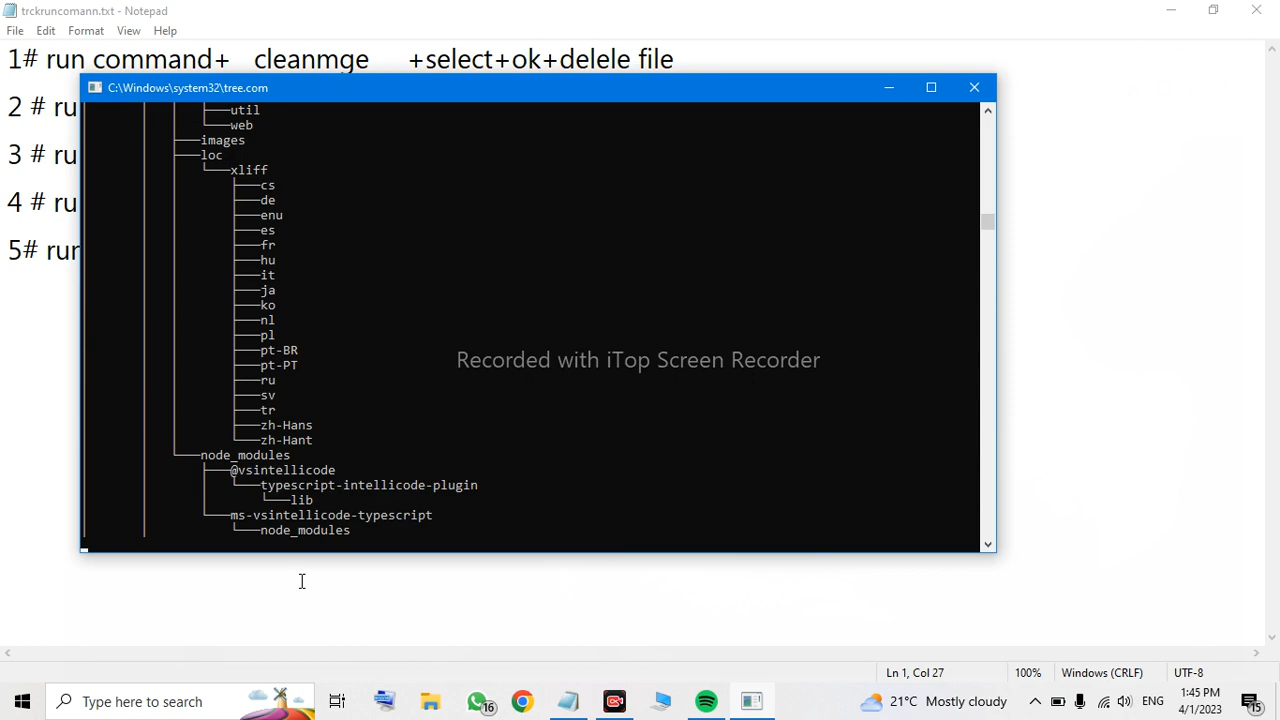 trckruncomann.txt - Notepad
File Edit Format View Help
1# run command+ cleanmge +select+ok+delele file
2 # ru
3 # ru
4 # ru
5# run
C:\Windows\system32\tree.com
util
web
images
loc
xliff
cs
de
enu
es
fr
hu
it
ja
ko
nl
pl
pt-BR
pt-PT
ru
sv
tr
zh-Hans
zh-Hant
node_modules
@vsintellicode
typescript-intellicode-plugin
lib
ms-vsintellicode-typescript
node_modules
Recorded with iTop Screen Recorder
Ln 1, Col 27 100% Windows (CRLF) UTF-8
Type here to search 16 21°C Mostly cloudy ENG 1:45 PM
4/1/2023 15